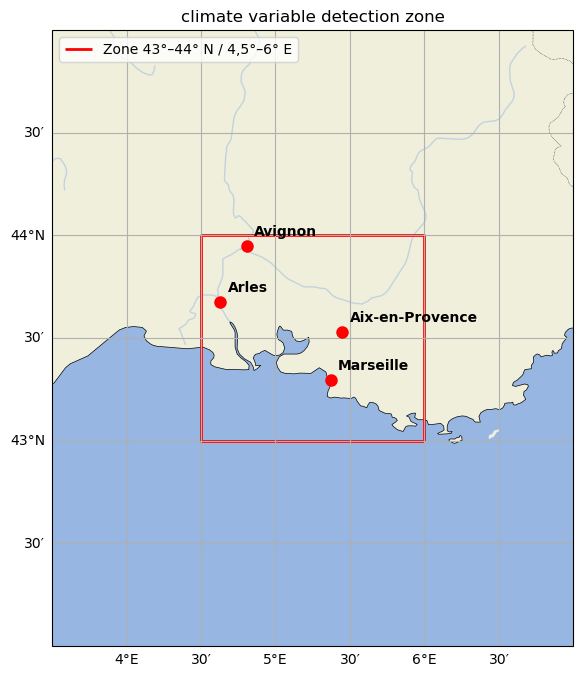 climate variable detection zone
Zone 43°–44° N / 4,5°–6° E
30′
44°N
Avignon
Arles
Aix-en-Provence
30′
Marseille
43°N
30′
4°E 30′ 5°E 30′ 6°E 30′